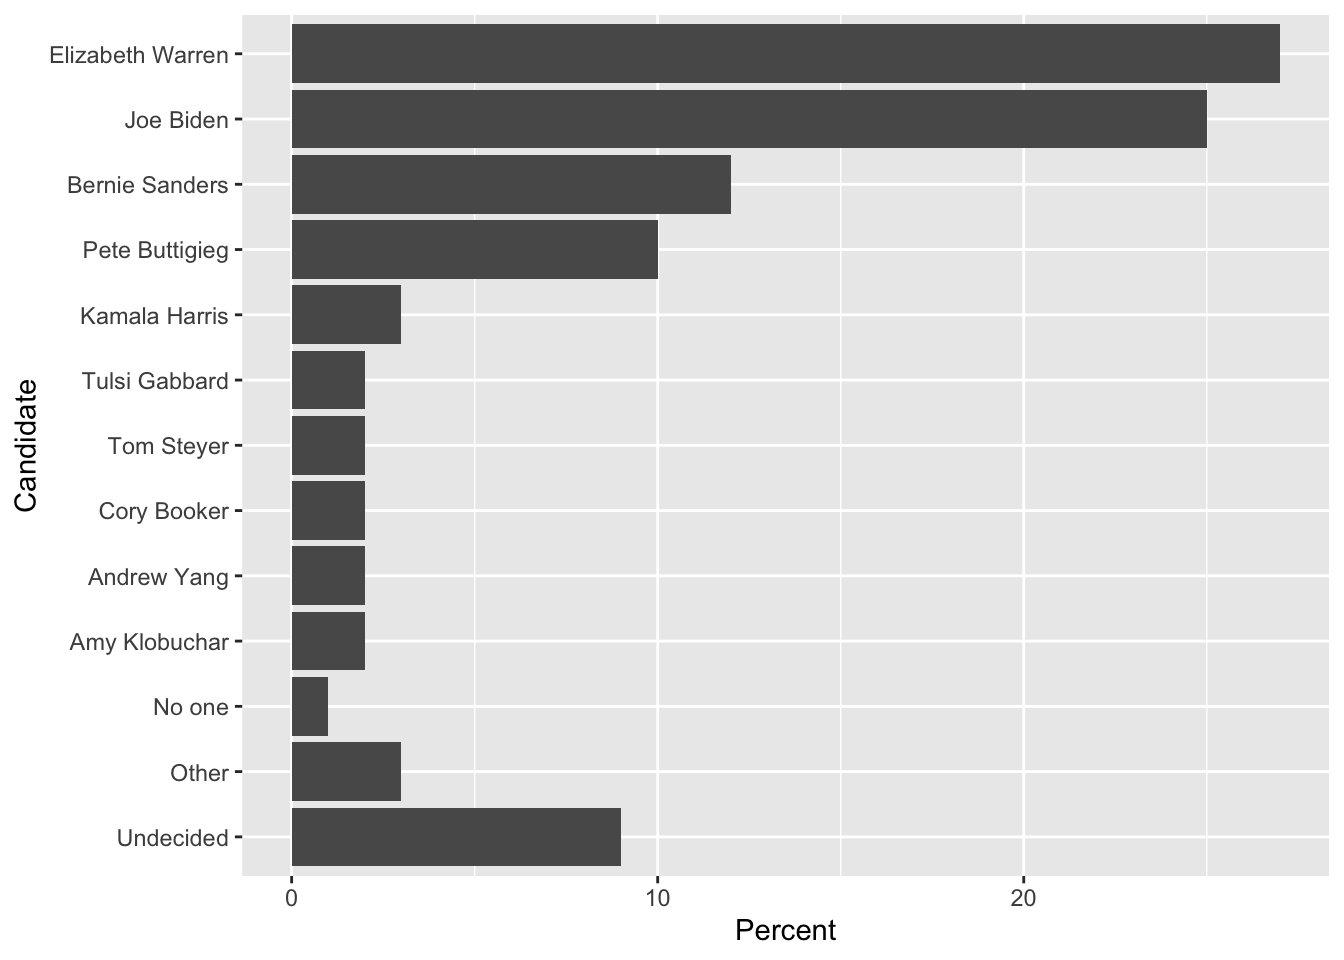 Elizabeth Warren
Joe Biden
Bernie Sanders
Pete Buttigieg
Kamala Harris
Tulsi Gabbard
Tom Steyer
Cory Booker
Andrew Yang
Amy Klobuchar
No one
Other
Undecided
Candidate
0 10 20
Percent